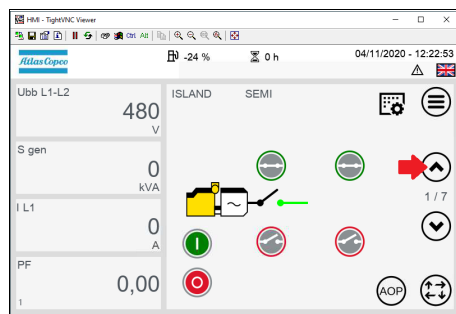 HMI - TightVNC Viewer
Ctrl Alt
Atlas Copco
-24 %
0 h
04/11/2020 - 12:22:53
Ubb L1-L2
480
V
S gen
0
kVA
I L1
0
A
PF
0,00
1
ISLAND SEMI
1 / 7
AOP